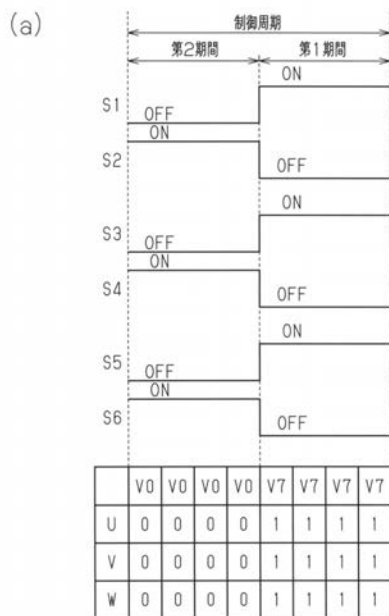 (a)
制御周期
第2期間 第1期間
ON
S1 OFF
ON
S2 OFF
ON
S3 OFF
ON
S4 OFF
ON
S5 OFF
ON
S6 OFF
V0 V0 V0 V0 V7 V7 V7 V7
U 0 0 0 0 1 1 1 1
V 0 0 0 0 1 1 1 1
W 0 0 0 0 1 1 1 1